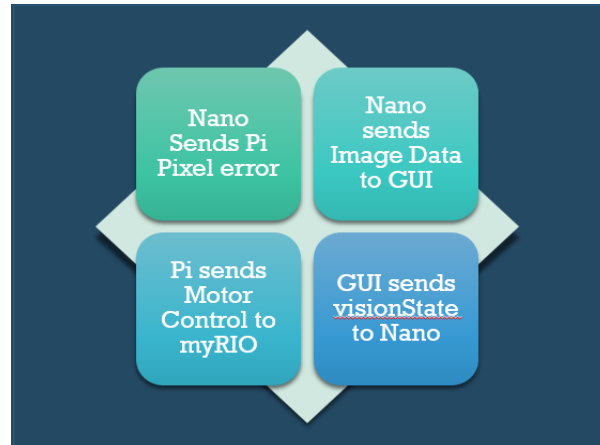 Nano
Sends Pi
Pixel error
Nano
sends
Image Data
to GUI
Pi sends
Motor
Control to
myRIO
GUI sends
visionState
to Nano